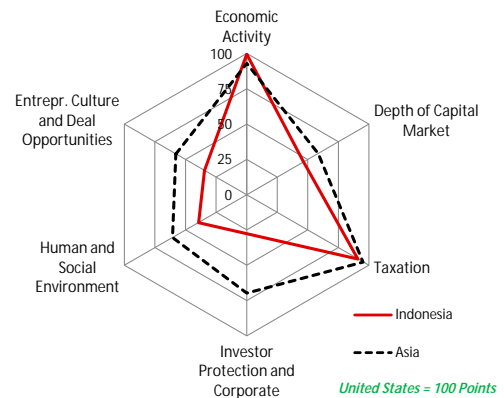 Economic
Activity
100
75
50
25
0
Depth of Capital
Market
Entrepr. Culture
and Deal
Opportunities
Human and
Social
Environment
Taxation
Indonesia
Asia
Investor
Protection and
Corporate
United States = 100 Points